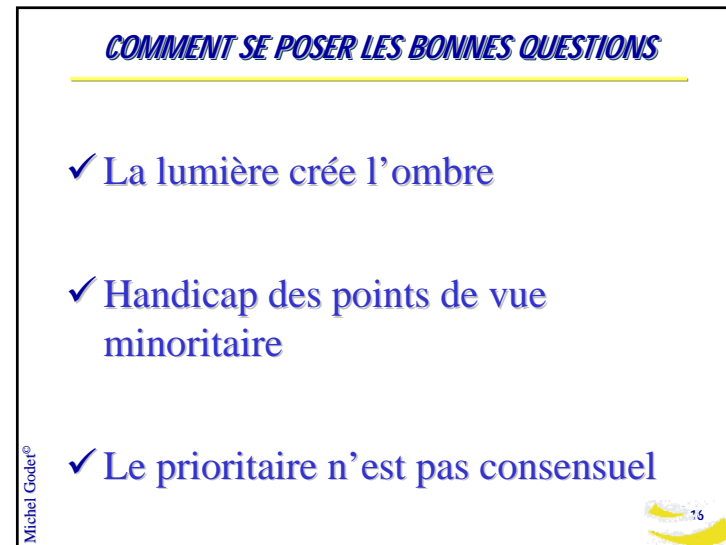 COMMENT SE POSER LES BONNES QUESTIONS
✓ La lumière crée l’ombre
✓ Handicap des points de vue
minoritaire
✓ Le prioritaire n’est pas consensuel
Michel Godet©
16